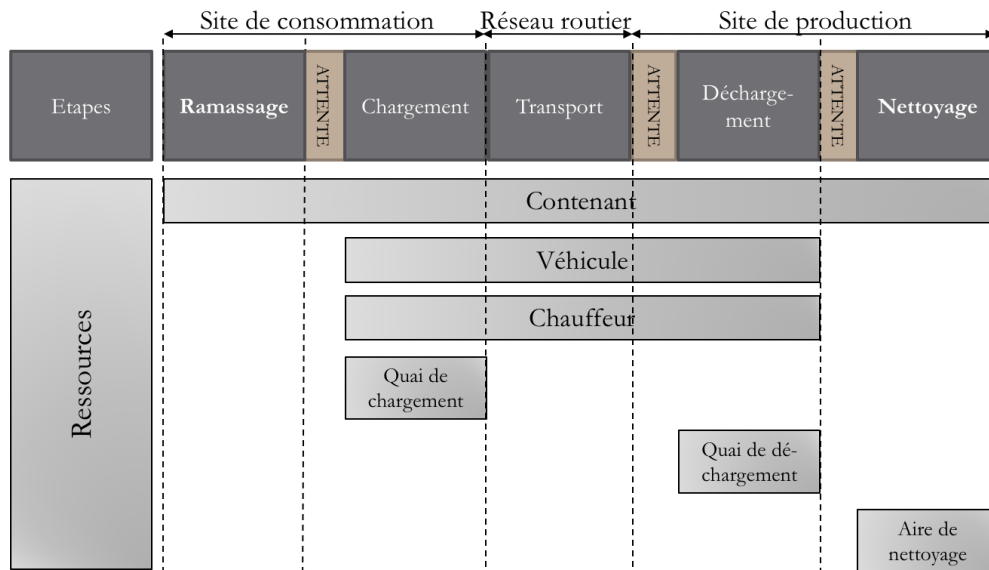 Site de consommation
Réseau routier
Site de production
Etapes
Ramassage
ATTENTE
Chargement
Transport
ATTENTE
Décharge-
ment
ATTENTE
Nettoyage
Ressources
Contenant
Véhicule
Chauffeur
Quai de
chargement
Quai de dé-
chargement
Aire de
nettoyage